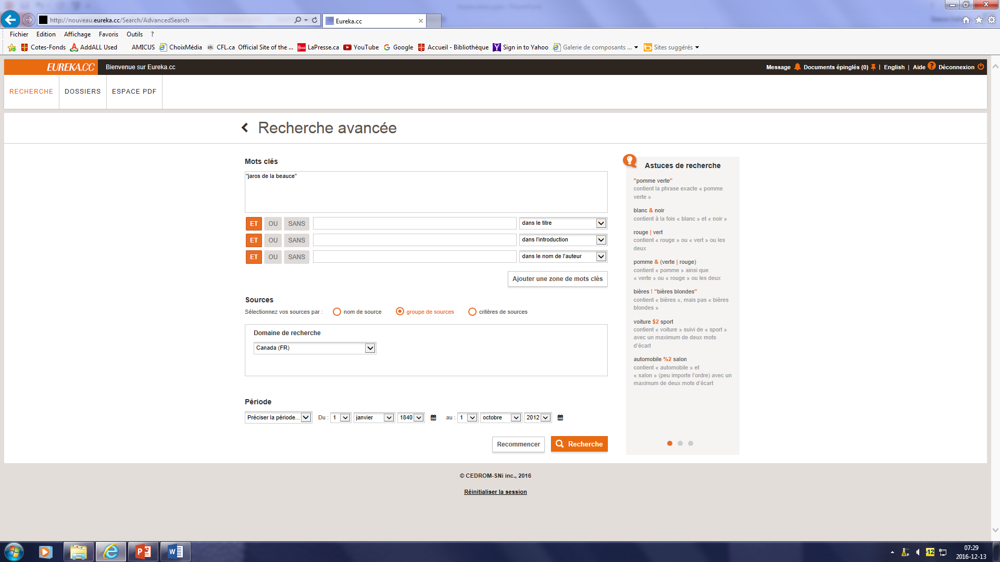 http://nouveau.eureka.cc/Search/AdvancedSearch
Eureka.cc
Fichier Edition Affichage Favoris Outils ?
Cotes-Fonds AddALL Used AMICUS ChoixMédia CFL.ca Official Site of the ... LaPresse.ca YouTube Google Accueil - Bibliothèque Sign in to Yahoo Galerie de composants ... Sites suggérés
EUREKA.CC Bienvenue sur Eureka.cc Message Documents épinglés (0) | English | Aide ? Déconnexion
RECHERCHE DOSSIERS ESPACE PDF
Recherche avancée
Mots clés
"jaros de la beauce"
ET OU SANS dans le titre
ET OU SANS dans l'introduction
ET OU SANS dans le nom de l'auteur
Ajouter une zone de mots clés
Sources
Sélectionnez vos sources par : nom de source groupe de sources critères de sources
Domaine de recherche
Canada (FR)
Période
Préciser la période... Du : 1 janvier 1840 au : 1 octobre 2012
Recommencer Recherche
Astuces de recherche
"pomme verte"
contient la phrase exacte « pomme
verte »
blanc & noir
contient à la fois « blanc » et « noir »
rouge | vert
contient « rouge » ou « vert » ou les
deux
pomme & (verte | rouge)
contient « pomme » ainsi que
« verte » ou « rouge » ou les deux
bières ! "bières blondes"
contient « bières », mais pas « bières
blondes »
voiture $2 sport
contient « voiture » suivi de « sport »
avec un maximum de deux mots
d'écart
automobile %2 salon
contient « automobile » et
« salon » (peu importe l'ordre) avec un
maximum de deux mots d'écart
© CEDROM-SNi inc., 2016
Réinitialiser la session
12
07:29
2016-12-13